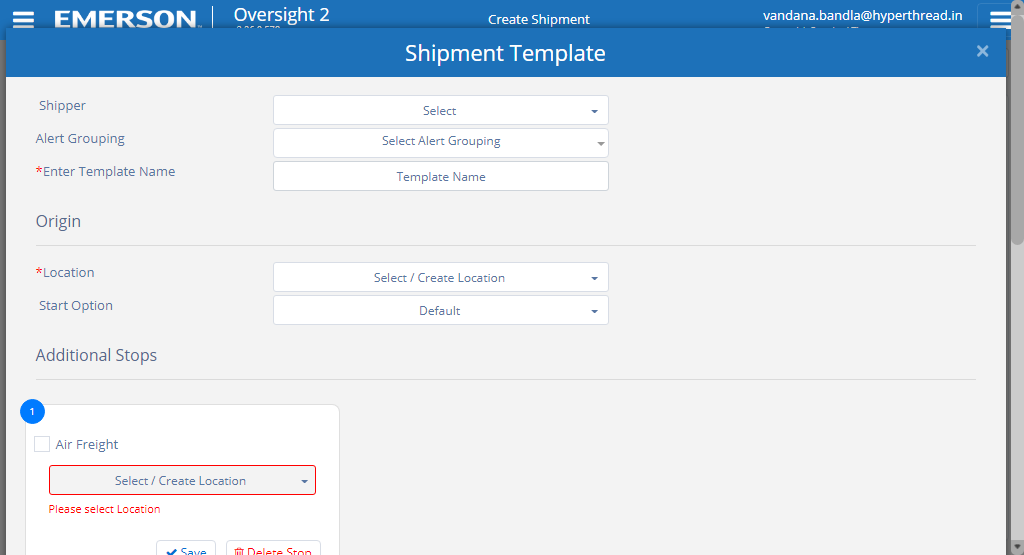 EMERSON Oversight 2 Create Shipment vandana.bandla@hyperthread.in
Shipment Template ×
Shipper Select
Alert Grouping Select Alert Grouping
*Enter Template Name Template Name
Origin
*Location Select / Create Location
Start Option Default
Additional Stops
1
Air Freight
Select / Create Location
Please select Location
Save Delete Stop